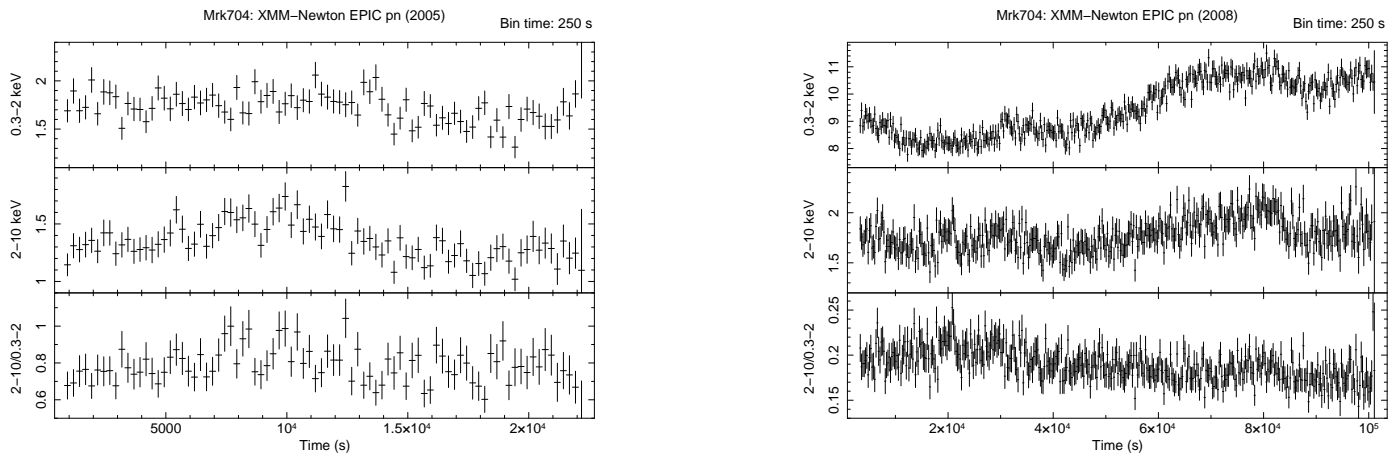 Mrk704: XMM−Newton EPIC pn (2005)
Bin time: 250 s
0.3−2 keV
1.5
2
2−10 keV
1
1.5
2−10/0.3−2
0.6
0.8
1
5000
10⁴
1.5×10⁴
2×10⁴
Time (s)
Mrk704: XMM−Newton EPIC pn (2008)
Bin time: 250 s
0.3−2 keV
8
9
10
11
2−10 keV
1.5
2
2−10/0.3−2
0.15
0.2
0.25
2×10⁴
4×10⁴
6×10⁴
8×10⁴
10⁵
Time (s)